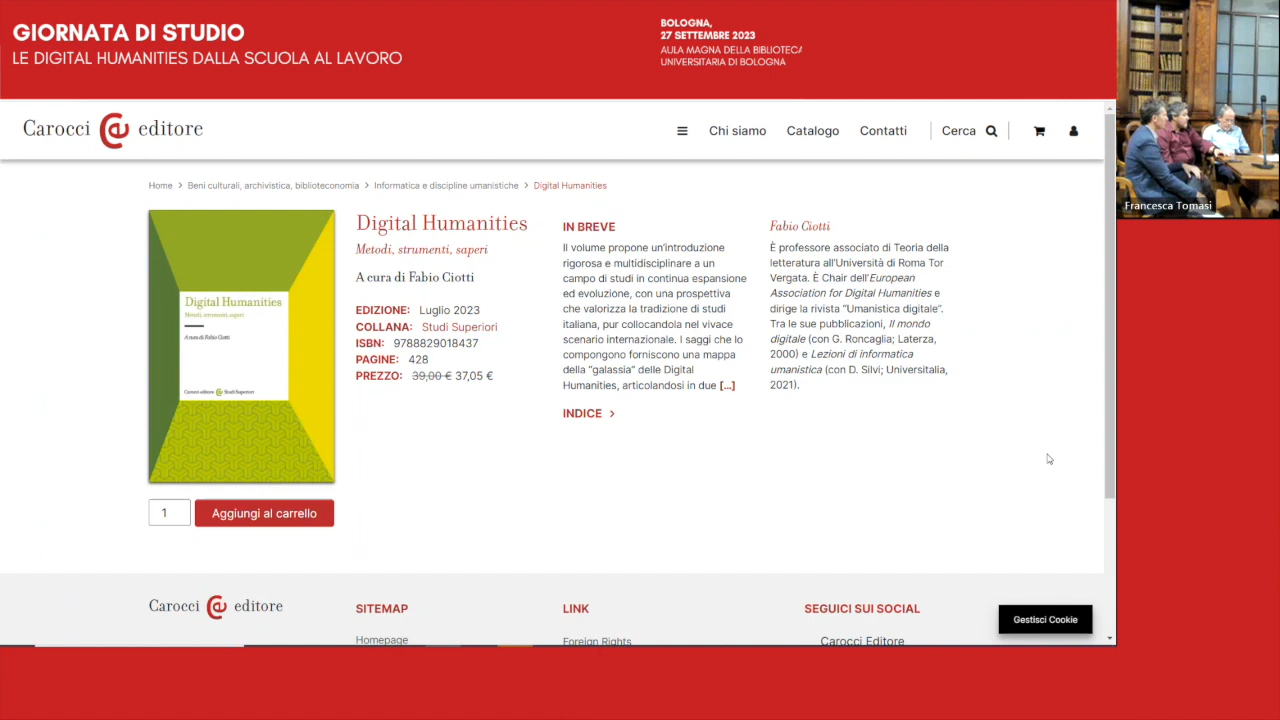 GIORNATA DI STUDIO
LE DIGITAL HUMANITIES DALLA SCUOLA AL LAVORO
BOLOGNA,
27 SETTEMBRE 2023
AULA MAGNA DELLA BIBLIOTECA
UNIVERSITARIA DI BOLOGNA
Francesca Tomasi
Carocci editore
Chi siamo
Catalogo
Contatti
Cerca
Home > Beni culturali, archivistica, biblioteconomia > Informatica e discipline umanistiche > Digital Humanities
Digital Humanities
Metodi, strumenti, saperi
A cura di Fabio Ciotti
Carocci editore Studi Superiori
1
Aggiungi al carrello
Digital Humanities
Metodi, strumenti, saperi
A cura di Fabio Ciotti
EDIZIONE: Luglio 2023
COLLANA: Studi Superiori
ISBN: 9788829018437
PAGINE: 428
PREZZO: 39,00 € 37,05 €
IN BREVE
Il volume propone un'introduzione
rigorosa e multidisciplinare a un
campo di studi in continua espansione
ed evoluzione, con una prospettiva
che valorizza la tradizione di studi
italiana, pur collocandola nel vivace
scenario internazionale. I saggi che lo
compongono forniscono una mappa
della "galassia" delle Digital
Humanities, articolandosi in due [...]
INDICE >
Fabio Ciotti
È professore associato di Teoria della
letteratura all'Università di Roma Tor
Vergata. È Chair dell'European
Association for Digital Humanities e
dirige la rivista "Umanistica digitale".
Tra le sue pubblicazioni, Il mondo
digitale (con G. Roncaglia; Laterza,
2000) e Lezioni di informatica
umanistica (con D. Silvi; Universitalia,
2021).
Carocci editore
SITEMAP
Homepage
LINK
Foreign Rights
SEGUICI SUI SOCIAL
Carocci Editore
Gestisci Cookie